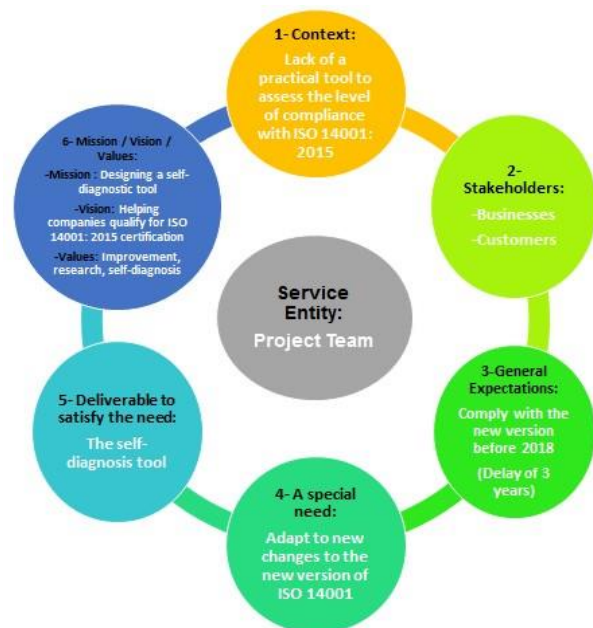 1- Context:
Lack of a
practical tool to
assess the level
of compliance
with ISO 14001:
2015
2-
Stakeholders:
-Businesses
-Customers
3-General
Expectations:
Comply with the
new version
before 2018
(Delay of 3
years)
4- A special
need:
Adapt to new
changes to the
new version of
ISO 14001
5- Deliverable to
satisfy the need:
The self-
diagnosis tool
6- Mission / Vision /
Values:
-Mission : Designing a self-
diagnostic tool
-Vision: Helping
companies qualify for ISO
14001: 2015 certification
-Values: Improvement,
research, self-diagnosis
Service
Entity:
Project Team